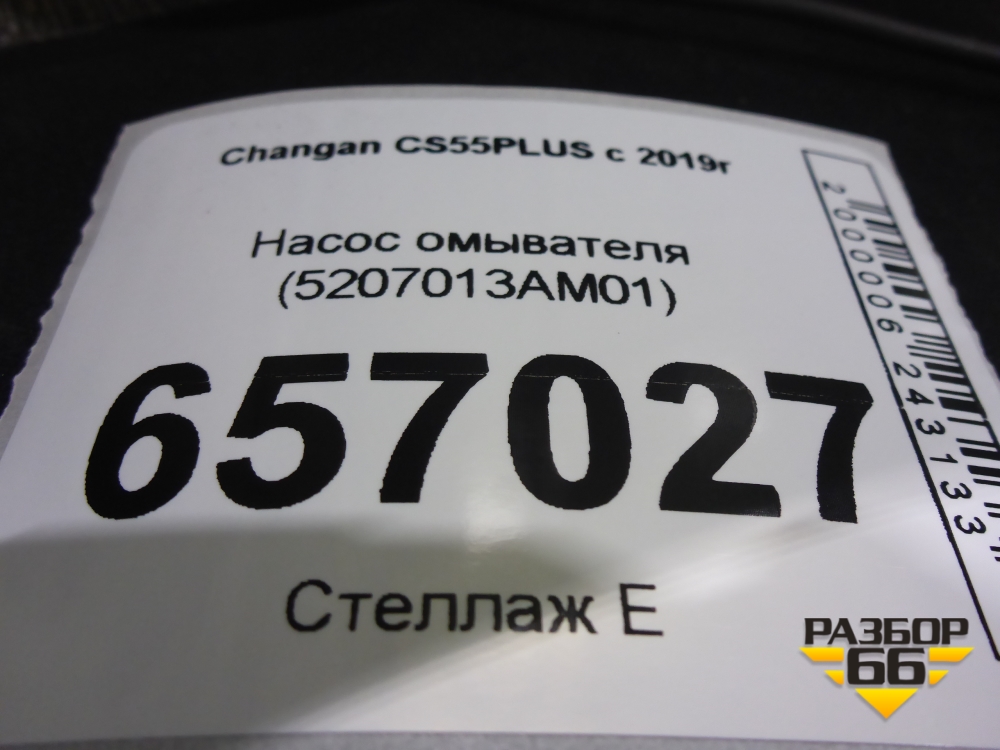 Changan CS55PLUS с 2019г
Насос омывателя
(5207013AM01)
657027
Стеллаж Е
2000006243133
РАЗБОР
66